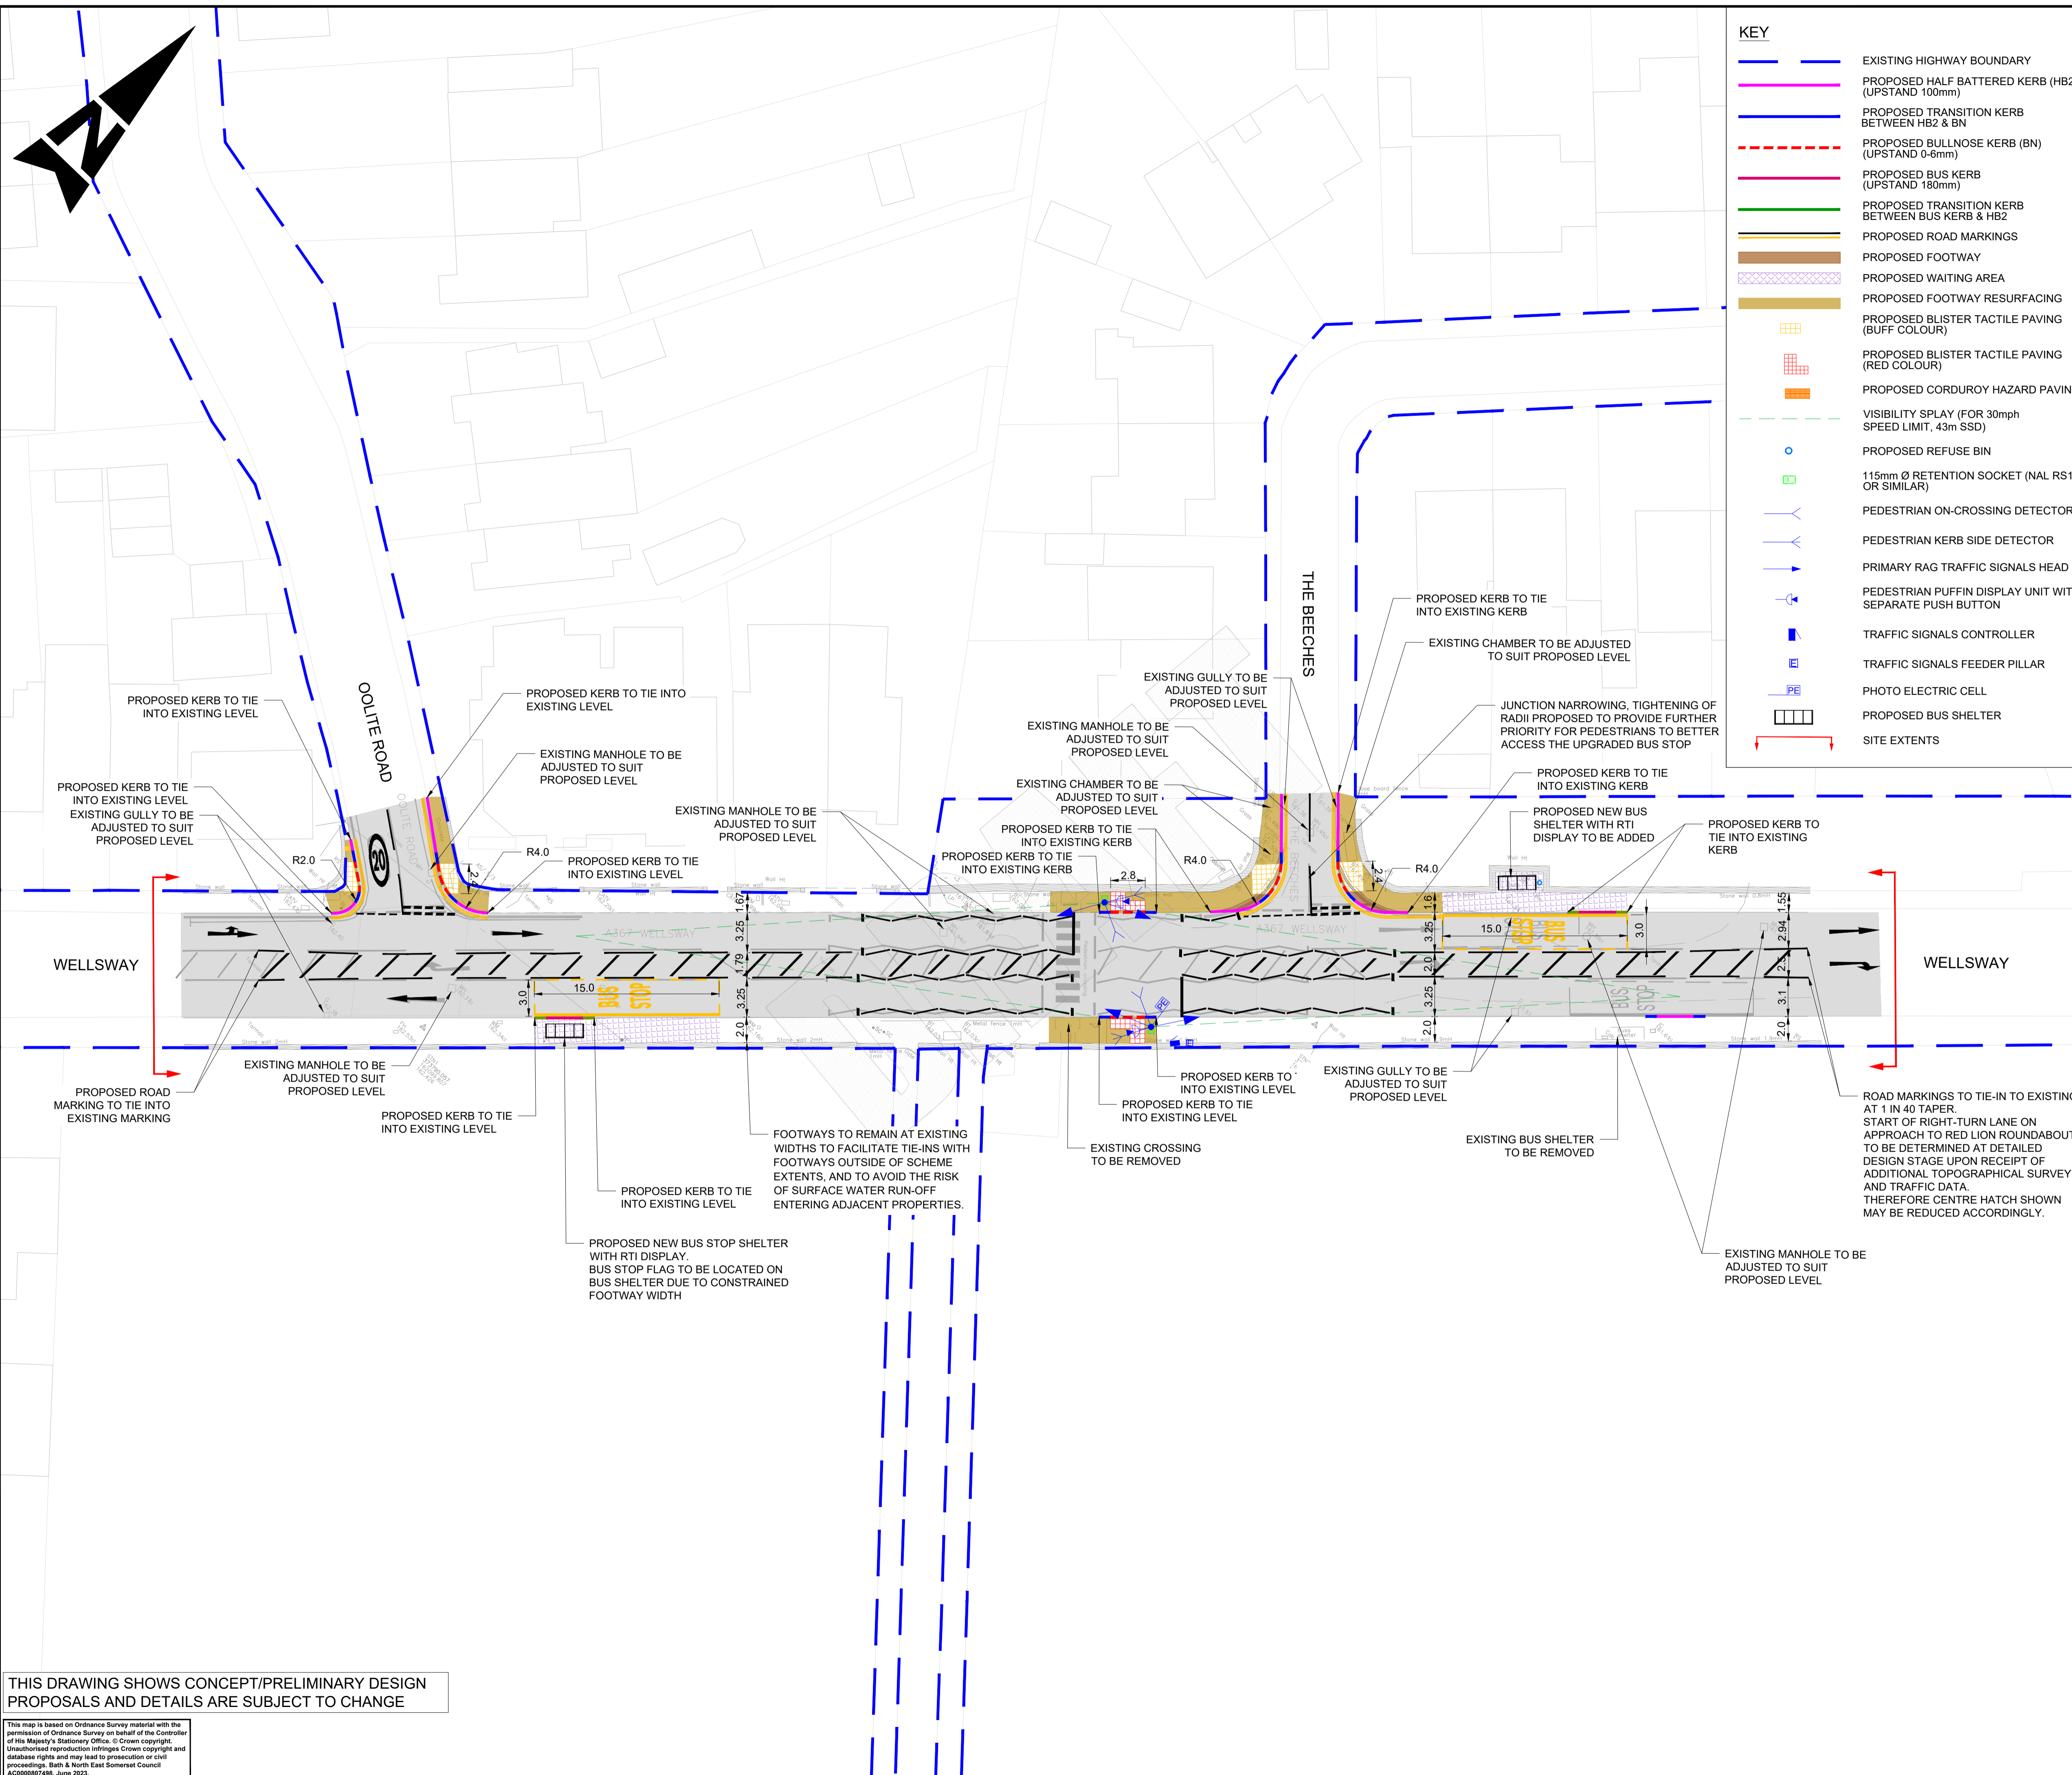 KEY
EXISTING HIGHWAY BOUNDARY
PROPOSED HALF BATTERED KERB (HB2
(UPSTAND 100mm)
PROPOSED TRANSITION KERB
BETWEEN HB2 & BN
PROPOSED BULLNOSE KERB (BN)
(UPSTAND 0-6mm)
PROPOSED BUS KERB
(UPSTAND 180mm)
PROPOSED TRANSITION KERB
BETWEEN BUS KERB & HB2
PROPOSED ROAD MARKINGS
PROPOSED FOOTWAY
PROPOSED WAITING AREA
PROPOSED FOOTWAY RESURFACING
PROPOSED BLISTER TACTILE PAVING
(BUFF COLOUR)
PROPOSED BLISTER TACTILE PAVING
(RED COLOUR)
PROPOSED CORDUROY HAZARD PAVIN
VISIBILITY SPLAY (FOR 30mph
SPEED LIMIT, 43m SSD)
PROPOSED REFUSE BIN
115mm Ø RETENTION SOCKET (NAL RS1
OR SIMILAR)
PEDESTRIAN ON-CROSSING DETECTOR
PEDESTRIAN KERB SIDE DETECTOR
PRIMARY RAG TRAFFIC SIGNALS HEAD
PEDESTRIAN PUFFIN DISPLAY UNIT WIT
SEPARATE PUSH BUTTON
TRAFFIC SIGNALS CONTROLLER
E
TRAFFIC SIGNALS FEEDER PILLAR
PE
PHOTO ELECTRIC CELL
PROPOSED BUS SHELTER
SITE EXTENTS
N
OOLITE ROAD
THE BEECHES
PROPOSED KERB TO TIE
INTO EXISTING LEVEL
PROPOSED KERB TO TIE INTO
EXISTING LEVEL
EXISTING MANHOLE TO BE
ADJUSTED TO SUIT
PROPOSED LEVEL
PROPOSED KERB TO TIE
INTO EXISTING LEVEL
EXISTING GULLY TO BE
ADJUSTED TO SUIT
PROPOSED LEVEL
R2.0
20
OOLITE ROAD
R4.0
2.4
PROPOSED KERB TO TIE
INTO EXISTING LEVEL
EXISTING MANHOLE TO BE
ADJUSTED TO SUIT
PROPOSED LEVEL
PROPOSED KERB TO TIE
INTO EXISTING KERB
EXISTING CHAMBER TO BE ADJUSTED
TO SUIT PROPOSED LEVEL
EXISTING GULLY TO BE
ADJUSTED TO SUIT
PROPOSED LEVEL
JUNCTION NARROWING, TIGHTENING OF
RADII PROPOSED TO PROVIDE FURTHER
PRIORITY FOR PEDESTRIANS TO BETTER
ACCESS THE UPGRADED BUS STOP
EXISTING MANHOLE TO BE
ADJUSTED TO SUIT
PROPOSED LEVEL
EXISTING CHAMBER TO BE
ADJUSTED TO SUIT
PROPOSED LEVEL
PROPOSED KERB TO TIE
INTO EXISTING KERB
PROPOSED KERB TO TIE
INTO EXISTING KERB
PROPOSED KERB TO TIE
INTO EXISTING KERB
PROPOSED NEW BUS
SHELTER WITH RTI
DISPLAY TO BE ADDED
PROPOSED KERB TO
TIE INTO EXISTING
KERB
R4.0
THE BEECHES
R4.0
2.4
2.8
WELLSWAY
A367 WELLSWAY
A367 WELLSWAY
WELLSWAY
1.67
3.25
1.79
3.25
2.0
3.0
15.0
BUS
STOP
3.25
2.0
3.25
2.0
15.0
BUS
STOP
3.0
1.55
2.94
3.1
2.0
BUS
STOP
PE
E
Stone wall 2mH
PROPOSED ROAD
MARKING TO TIE INTO
EXISTING MARKING
EXISTING MANHOLE TO BE
ADJUSTED TO SUIT
PROPOSED LEVEL
PROPOSED KERB TO TIE
INTO EXISTING LEVEL
PROPOSED KERB TO TIE
INTO EXISTING LEVEL
PROPOSED NEW BUS STOP SHELTER
WITH RTI DISPLAY.
BUS STOP FLAG TO BE LOCATED ON
BUS SHELTER DUE TO CONSTRAINED
FOOTWAY WIDTH
FOOTWAYS TO REMAIN AT EXISTING
WIDTHS TO FACILITATE TIE-INS WITH
FOOTWAYS OUTSIDE OF SCHEME
EXTENTS, AND TO AVOID THE RISK
OF SURFACE WATER RUN-OFF
ENTERING ADJACENT PROPERTIES.
EXISTING CROSSING
TO BE REMOVED
PROPOSED KERB TO TIE
INTO EXISTING LEVEL
PROPOSED KERB TO
INTO EXISTING LEVEL
EXISTING GULLY TO BE
ADJUSTED TO SUIT
PROPOSED LEVEL
EXISTING BUS SHELTER
TO BE REMOVED
ROAD MARKINGS TO TIE-IN TO EXISTING
AT 1 IN 40 TAPER.
START OF RIGHT-TURN LANE ON
APPROACH TO RED LION ROUNDABOUT
TO BE DETERMINED AT DETAILED
DESIGN STAGE UPON RECEIPT OF
ADDITIONAL TOPOGRAPHICAL SURVEY
AND TRAFFIC DATA.
THEREFORE CENTRE HATCH SHOWN
MAY BE REDUCED ACCORDINGLY.
EXISTING MANHOLE TO BE
ADJUSTED TO SUIT
PROPOSED LEVEL
THIS DRAWING SHOWS CONCEPT/PRELIMINARY DESIGN
PROPOSALS AND DETAILS ARE SUBJECT TO CHANGE
This map is based on Ordnance Survey material with the
permission of Ordnance Survey on behalf of the Controller
of His Majesty's Stationery Office. © Crown copyright.
Unauthorised reproduction infringes Crown copyright and
database rights and may lead to prosecution or civil
proceedings. Bath & North East Somerset Council
AC0000807498. June 2023.